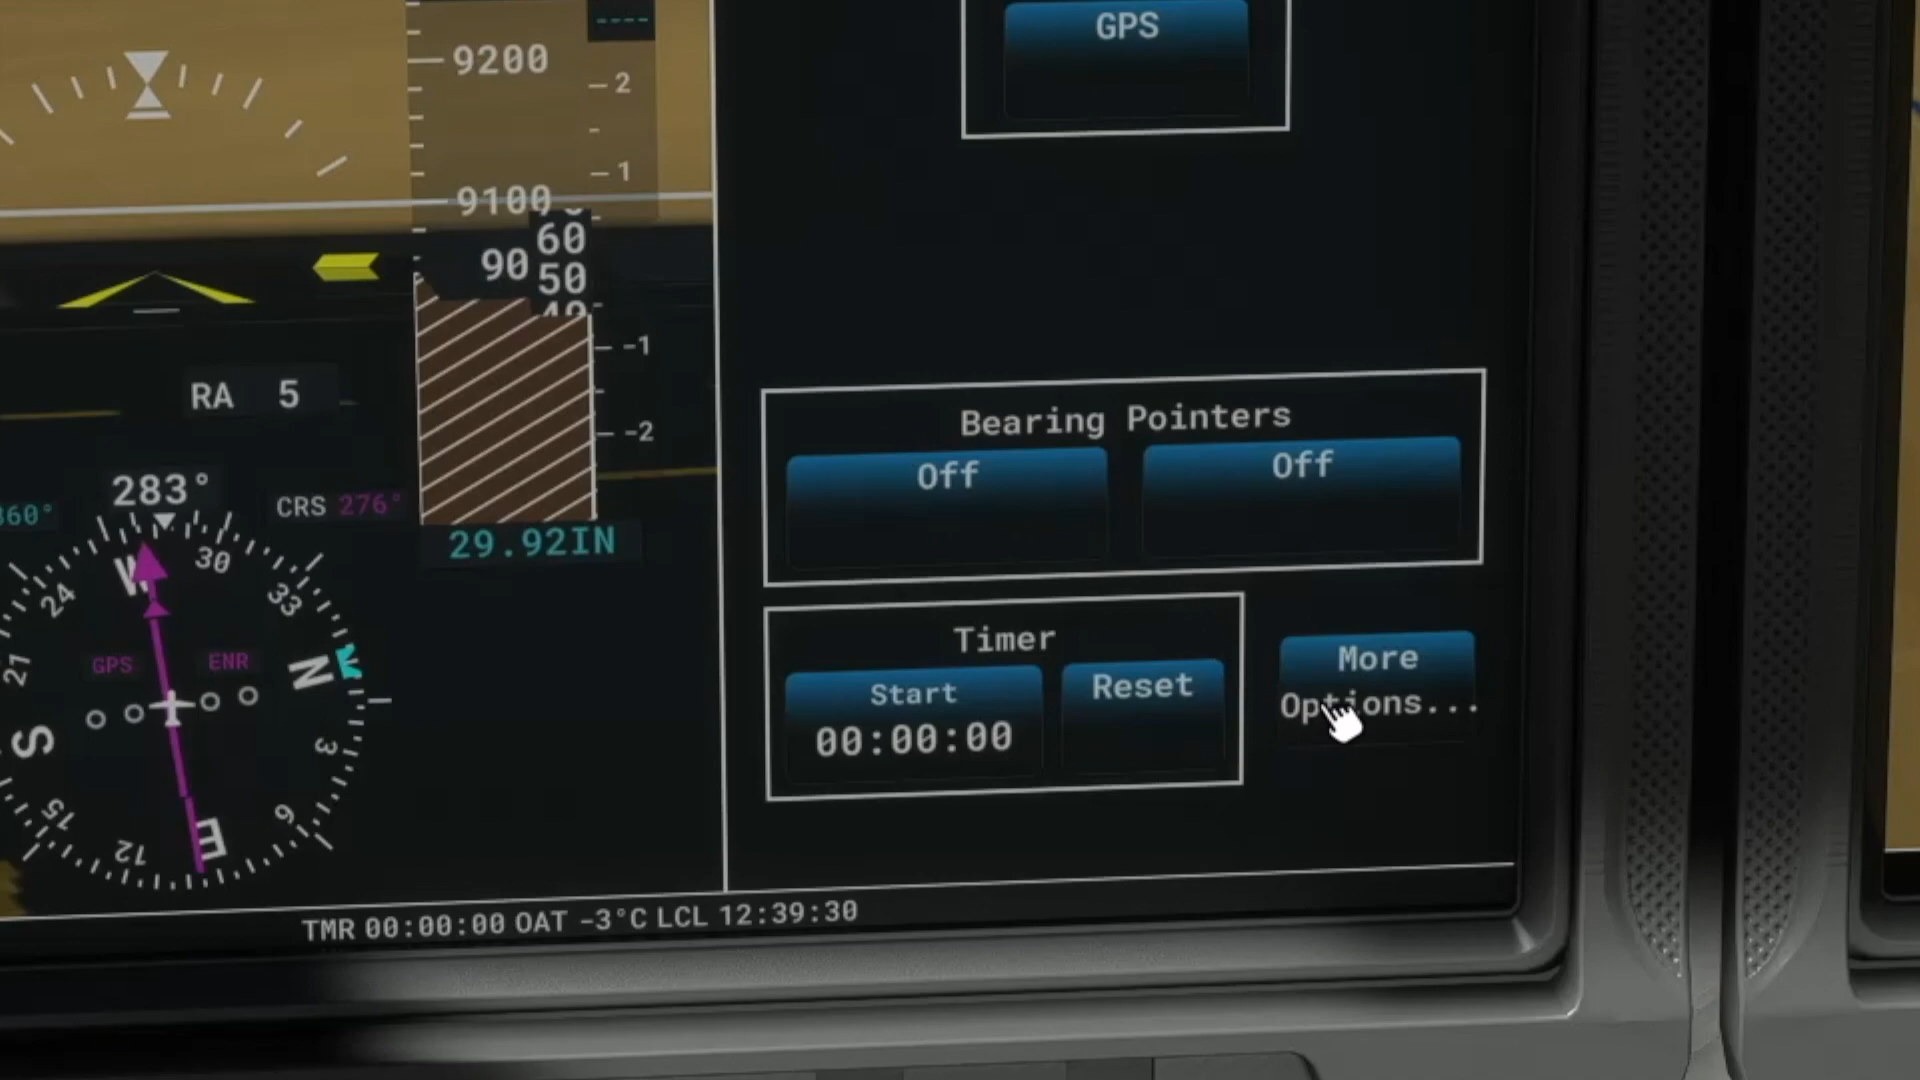 GPS
----
9200
2
1
9100
60
90
50
-1
RA 5
-2
Bearing Pointers
Off
Off
283°
CRS 276°
360°
29.92IN
W
30
33
24
21
GPS
ENR
N
S
3
6
E
12
15
Timer
Start
00:00:00
Reset
More
Options...
TMR 00:00:00 OAT -3°C LCL 12:39:30